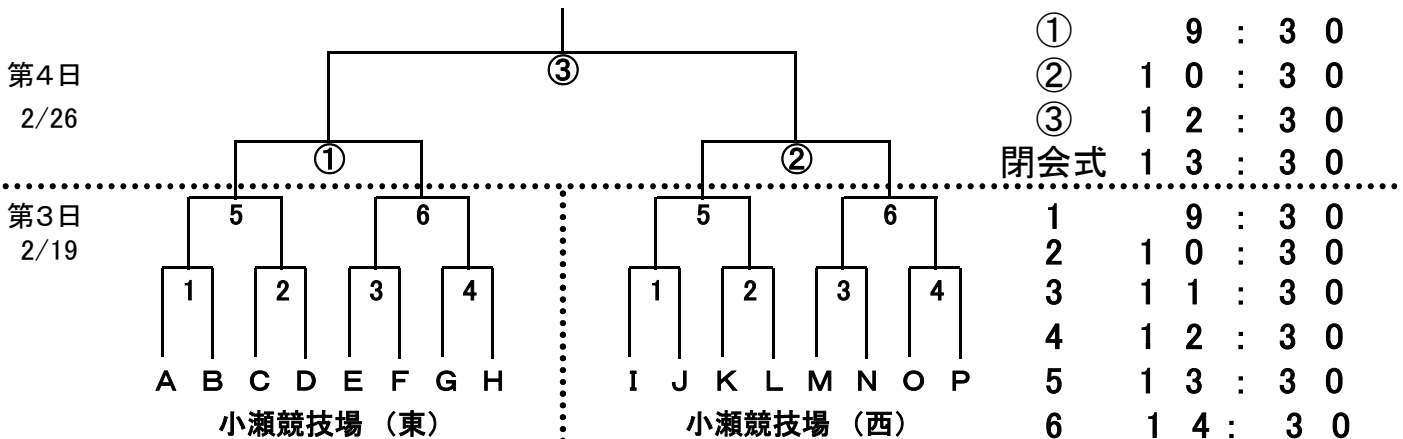 ① 9:30
第4日 ③ ② 10:30
2/26 ③ 12:30
① ② 閉会式 13:30
第3日 5 6 5 6 1 9:30
2/19 2 10:30
1 2 3 4 1 2 3 4 3 11:30
4 12:30
A B C D E F G H I J K L M N O P 5 13:30
小瀬競技場 (東) 小瀬競技場 (西) 6 14:30